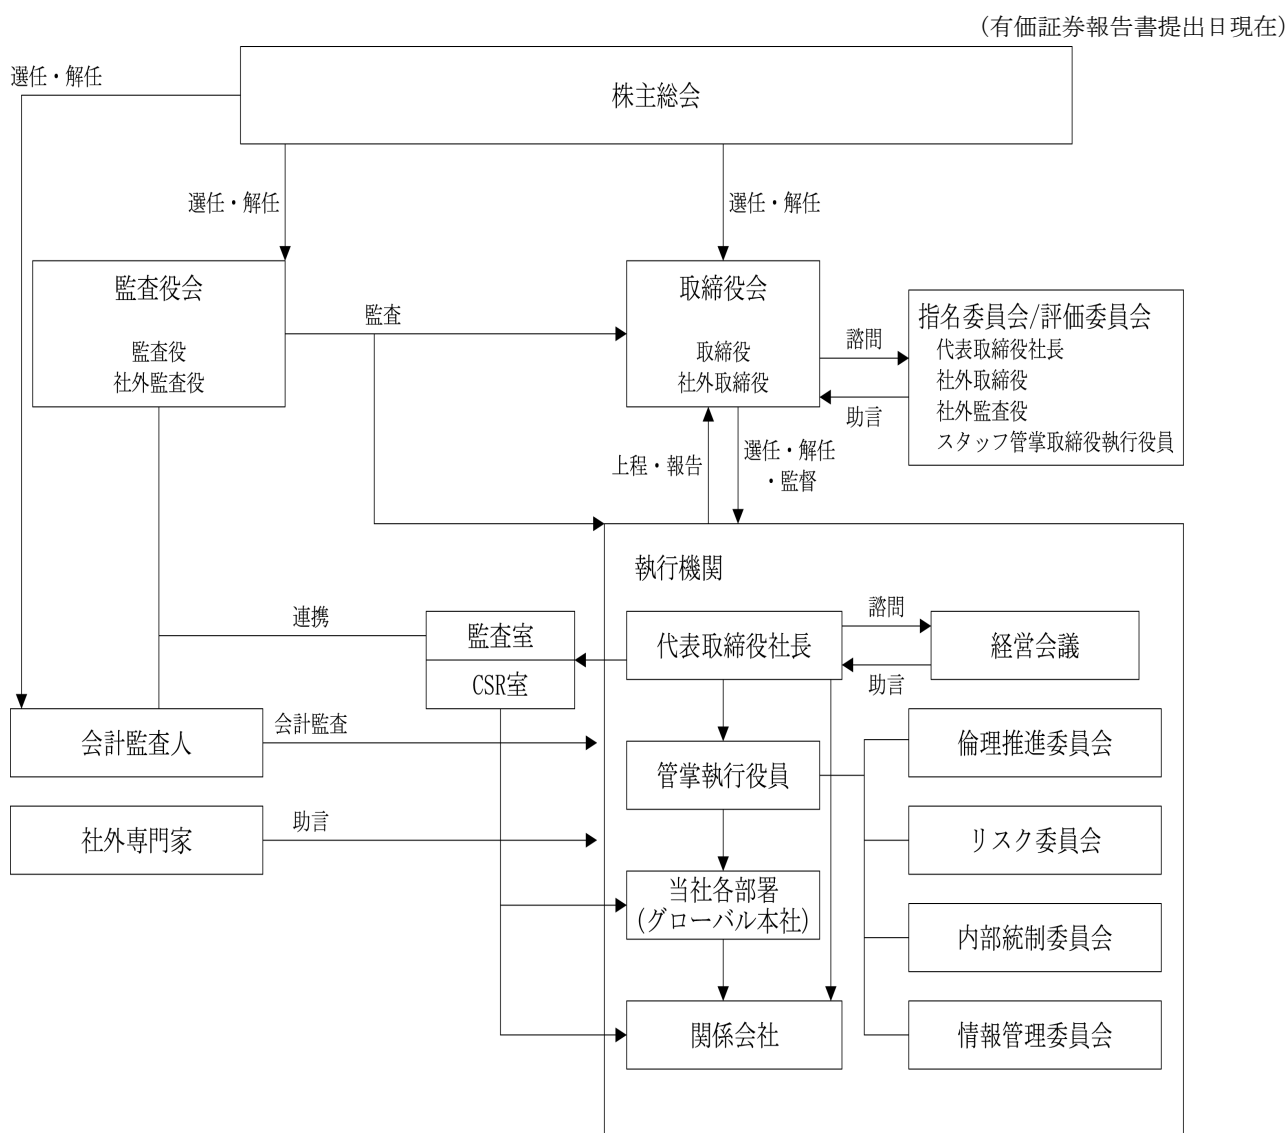 (有価証券報告書提出日現在)
選任・解任
株主総会
選任・解任
選任・解任
監査役会
監査役
社外監査役
監査
取締役会
取締役
社外取締役
諮問
助言
指名委員会/評価委員会
代表取締役社長
社外取締役
社外監査役
スタッフ管掌取締役執行役員
上程・報告
選任・解任
・監督
執行機関
連携
監査室
CSR室
代表取締役社長
諮問
助言
経営会議
会計監査人
会計監査
管掌執行役員
倫理推進委員会
社外専門家
助言
リスク委員会
当社各部署
(グローバル本社)
内部統制委員会
関係会社
情報管理委員会